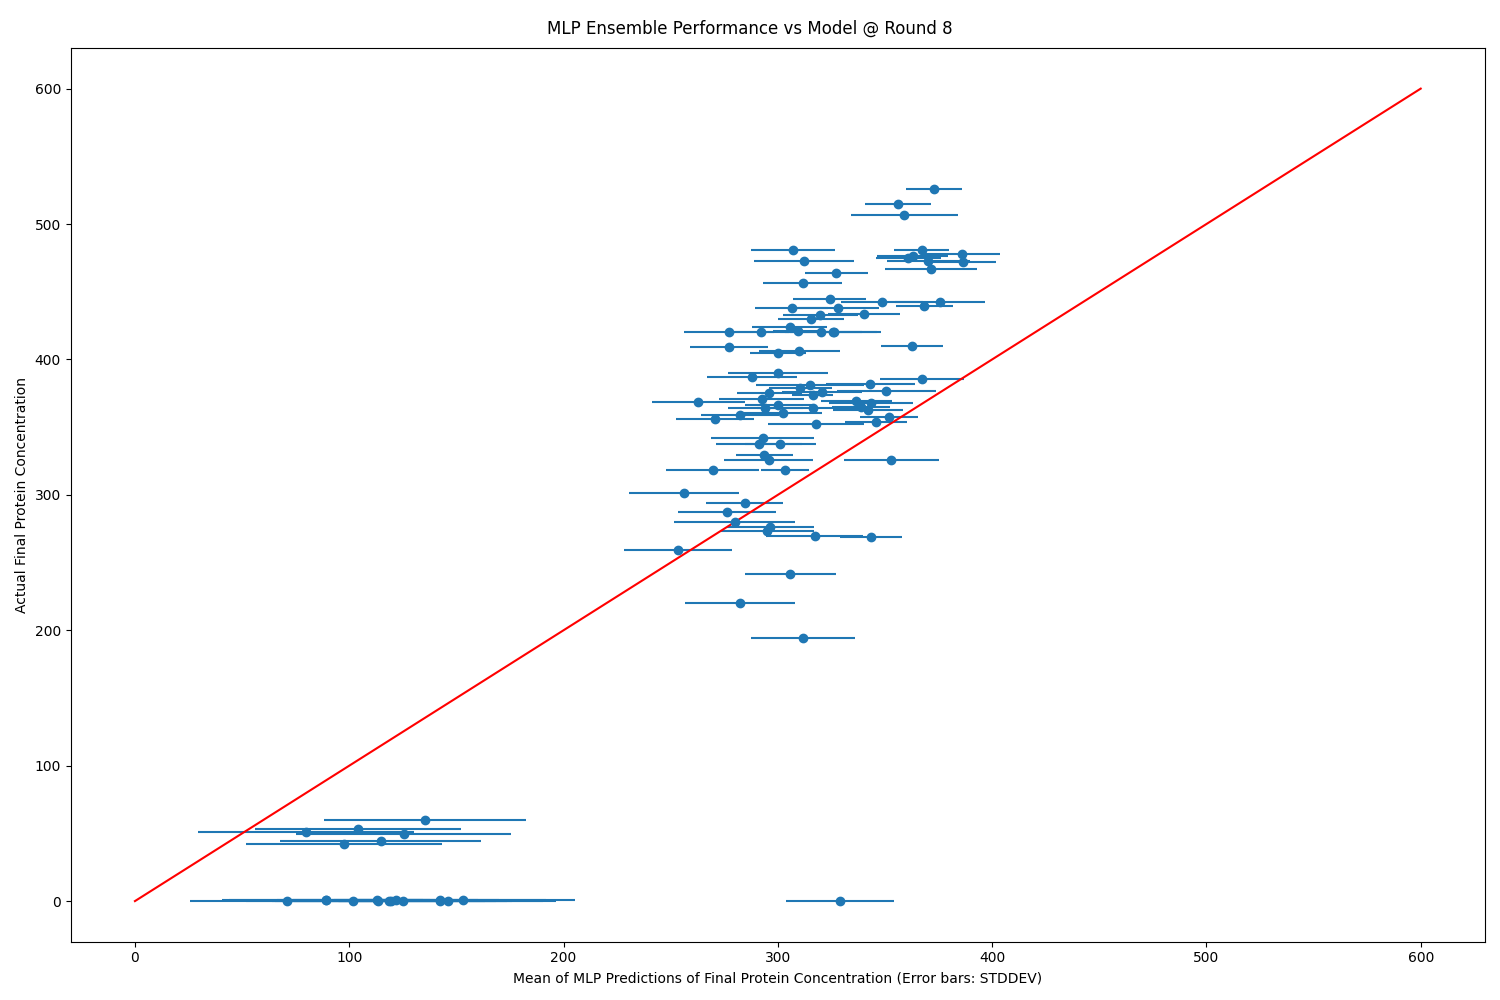 MLP Ensemble Performance vs Model @ Round 8
600
500
400
300
200
100
0
Actual Final Protein Concentration
0 100 200 300 400 500 600
Mean of MLP Predictions of Final Protein Concentration (Error bars: STDDEV)